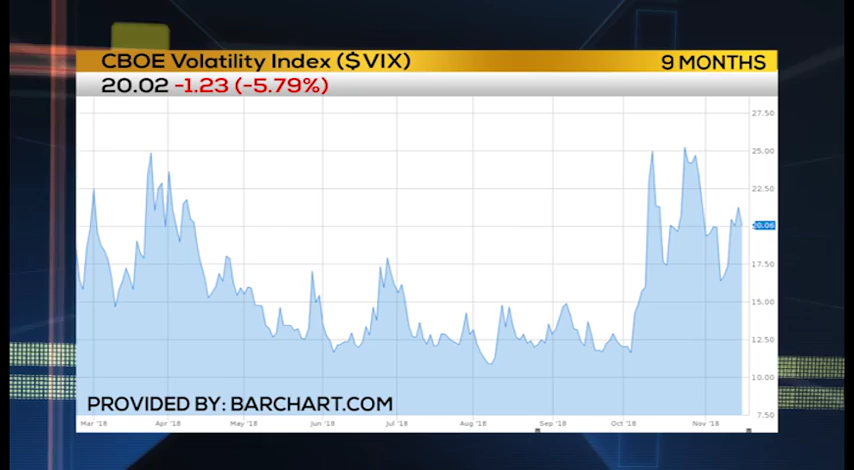 CBOE Volatility Index ($VIX)
9 MONTHS
20.02 -1.23 (-5.79%)
27.50
25.00
22.50
20.06
17.50
15.00
12.50
10.00
7.50
PROVIDED BY: BARCHART.COM
Mar '18 Apr '18 May '18 Jun '18 Jul '18 Aug '18 Sep '18 Oct '18 Nov '18